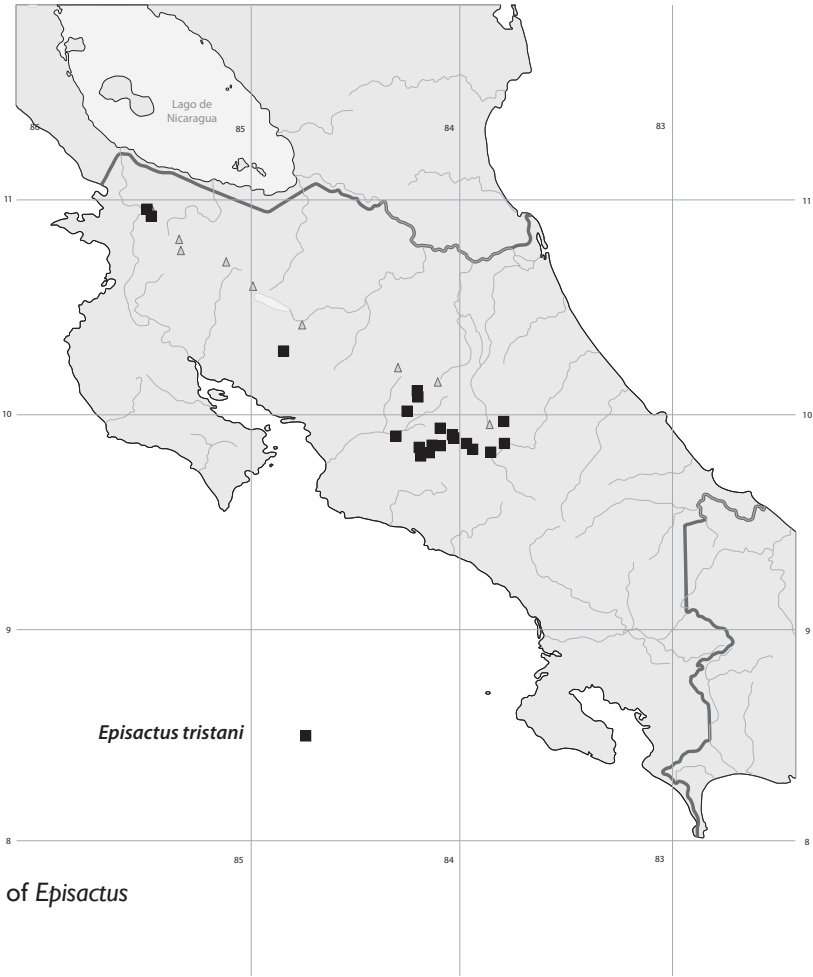 Lago de
Nicaragua
86 85 84 83
11 11
10 10
9 9
Episactus tristani
8 8
85 84 83
of Episactus